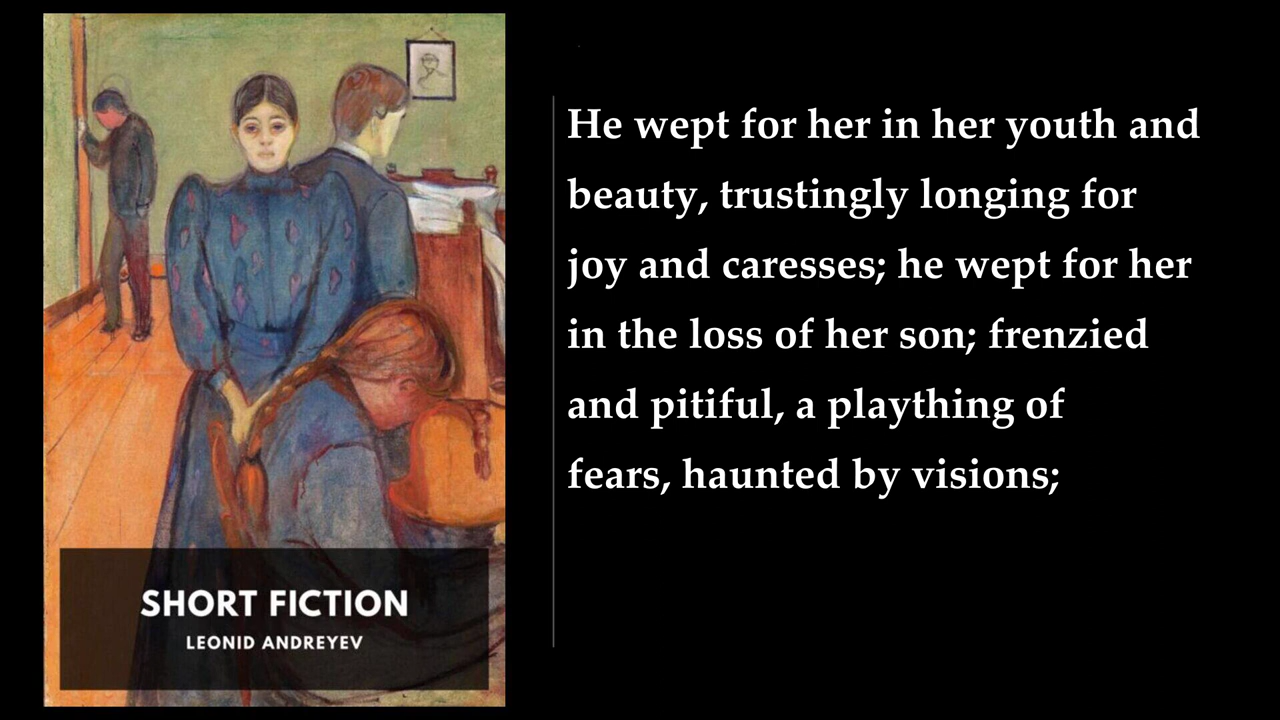 SHORT FICTION
LEONID ANDREYEV
He wept for her in her youth and
beauty, trustingly longing for
joy and caresses; he wept for her
in the loss of her son; frenzied
and pitiful, a plaything of
fears, haunted by visions;